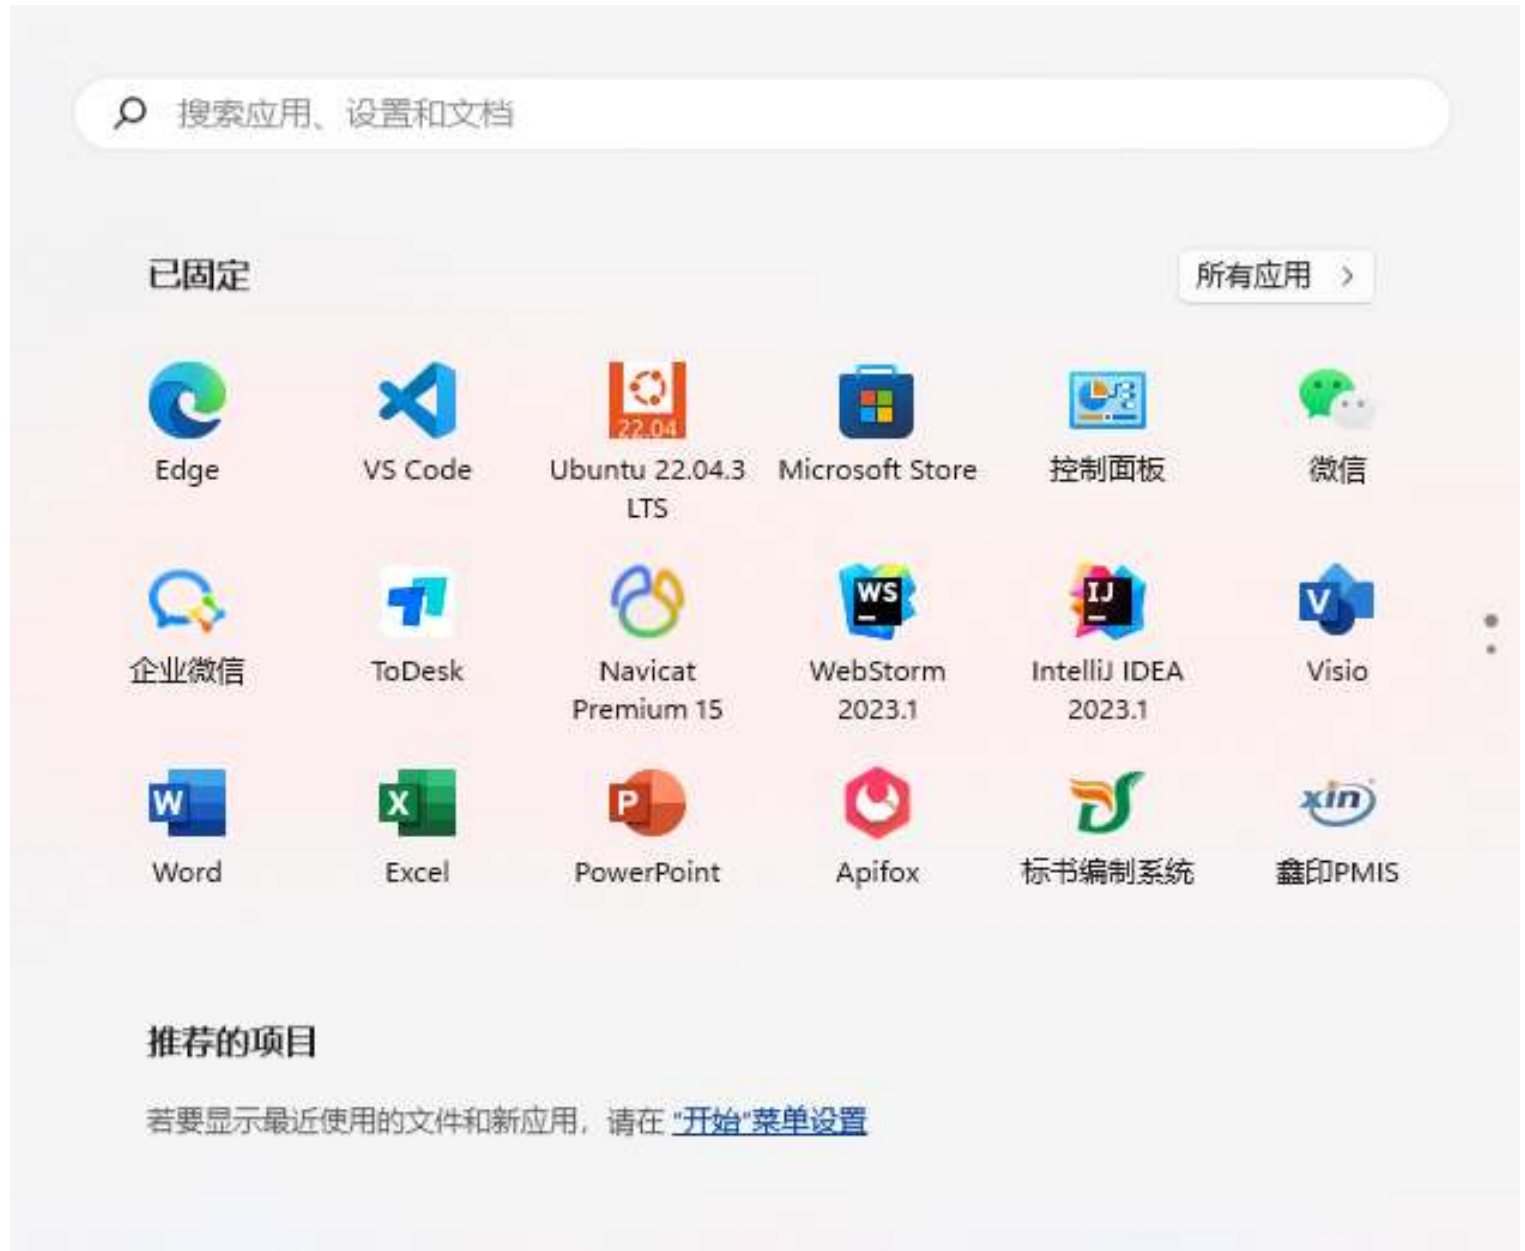 搜索应用、设置和文档
已固定
所有应用
22.04
Edge
VS Code
Ubuntu 22.04.3
LTS
Microsoft Store
控制面板
微信
WS
IJ
V
企业微信
ToDesk
Navicat
Premium 15
WebStorm
2023.1
IntelliJ IDEA
2023.1
Visio
W
X
P
xin
Word
Excel
PowerPoint
Apifox
标书编制系统
鑫印PMIS
推荐的项目
若要显示最近使用的文件和新应用，请在 "开始"菜单设置